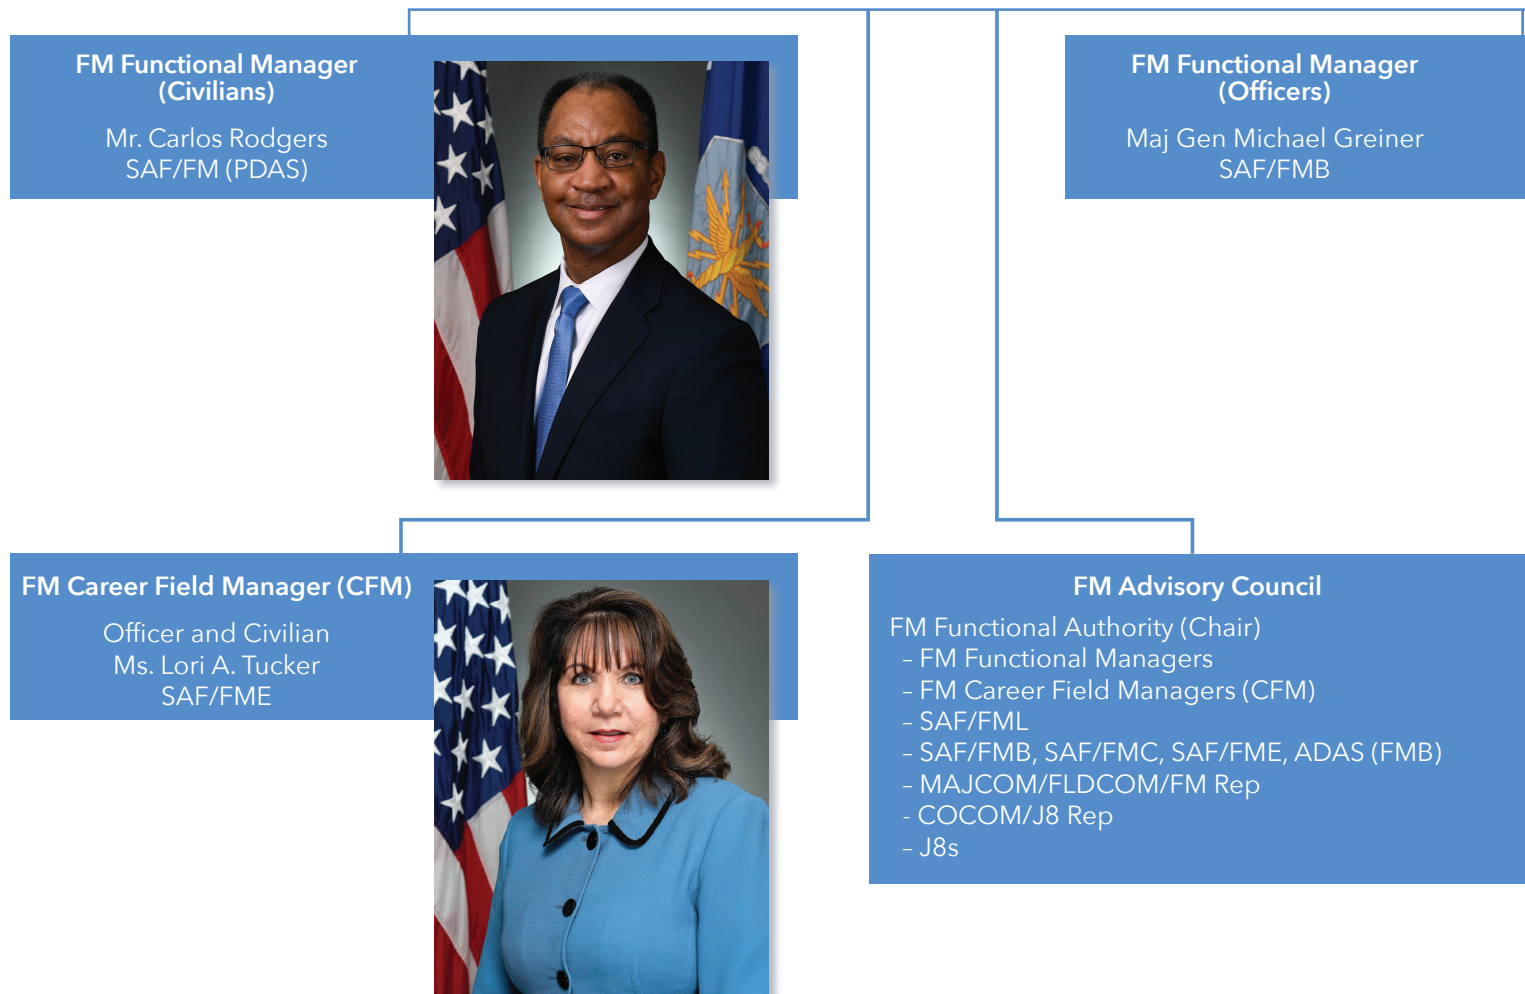 FM Functional Manager
(Civilians)
Mr. Carlos Rodgers
SAF/FM (PDAS)
FM Functional Manager
(Officers)
Maj Gen Michael Greiner
SAF/FMB
FM Career Field Manager (CFM)
Officer and Civilian
Ms. Lori A. Tucker
SAF/FME
FM Advisory Council
FM Functional Authority (Chair)
– FM Functional Managers
– FM Career Field Managers (CFM)
– SAF/FML
– SAF/FMB, SAF/FMC, SAF/FME, ADAS (FMB)
– MAJCOM/FLDCOM/FM Rep
- COCOM/J8 Rep
– J8s